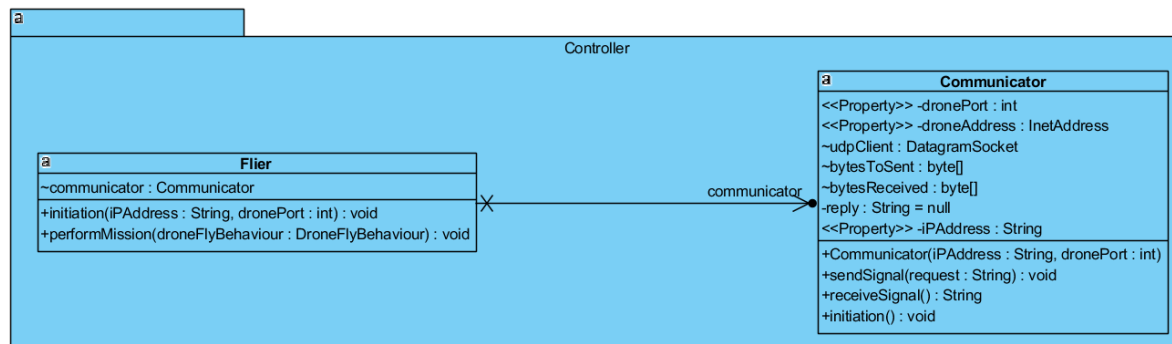 a
Controller
a
Communicator
<<Property>> -dronePort : int
<<Property>> -droneAddress : InetAddress
~udpClient : DatagramSocket
~bytesToSent : byte[]
~bytesReceived : byte[]
-reply : String = null
<<Property>> -iPAddress : String
+Communicator(iPAddress : String, dronePort : int)
+sendSignal(request : String) : void
+receiveSignal() : String
+initiation() : void
a
Flier
~communicator : Communicator
+initiation(iPAddress : String, dronePort : int) : void
+performMission(droneFlyBehaviour : DroneFlyBehaviour) : void
communicator